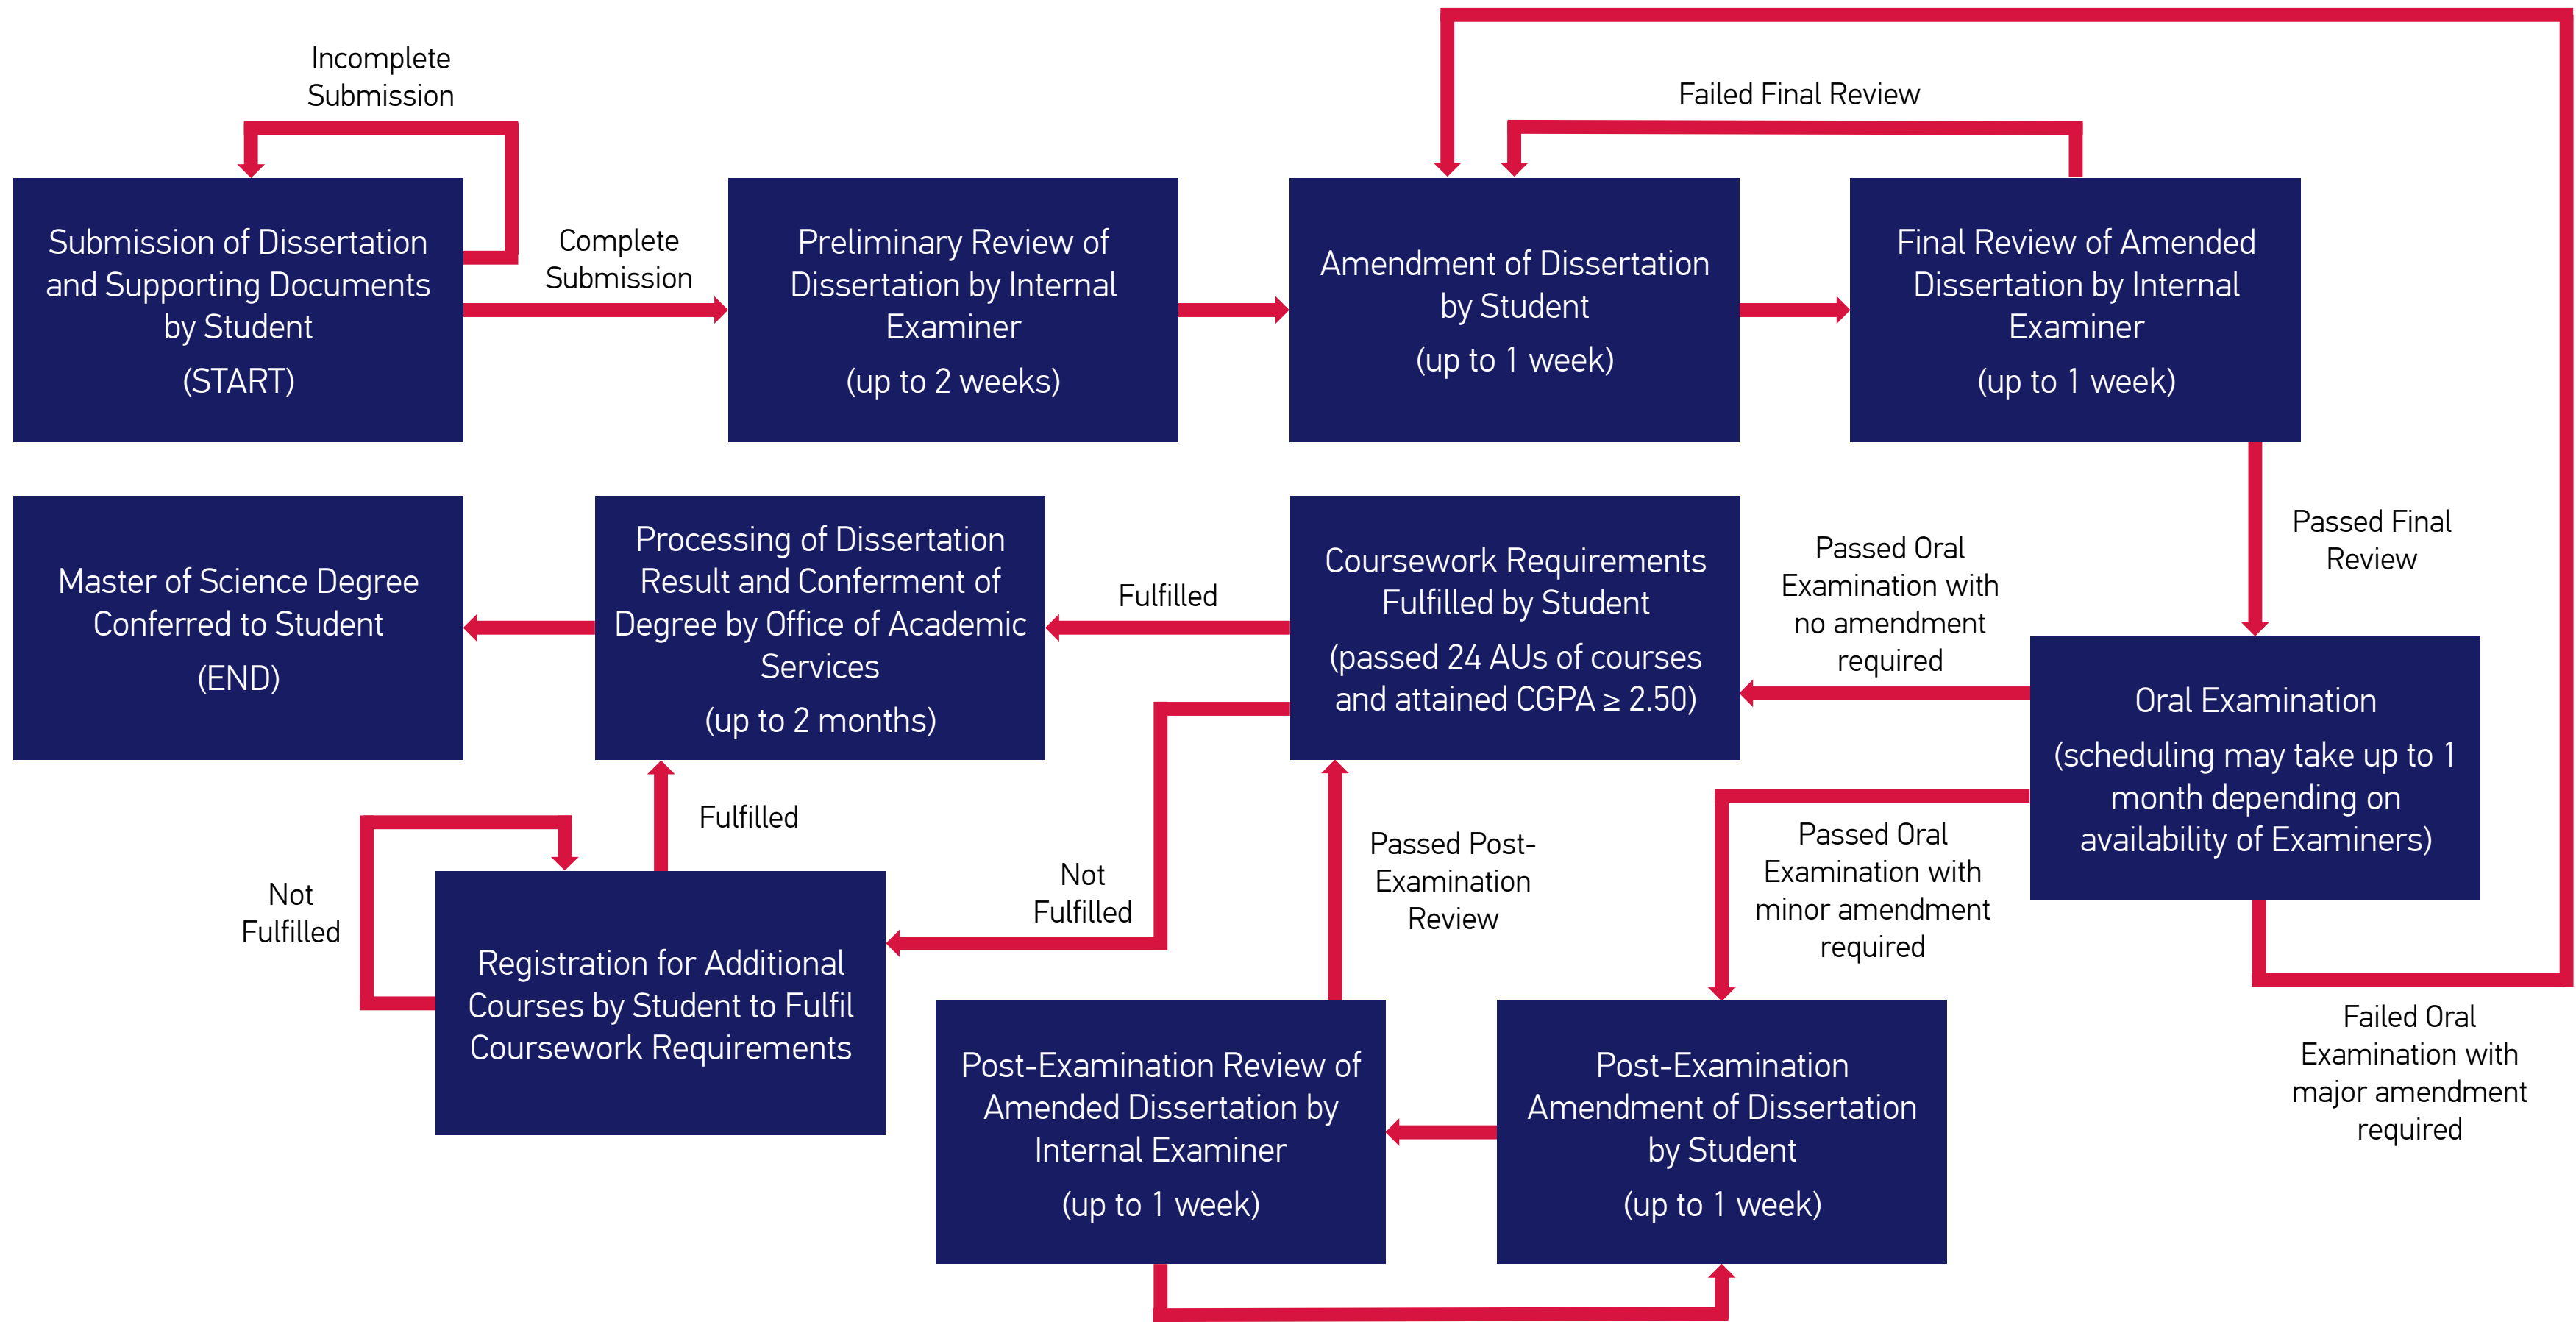 Incomplete
Submission
Failed Final Review
Submission of Dissertation
and Supporting Documents
by Student
(START)
Complete
Submission
Preliminary Review of
Dissertation by Internal
Examiner
(up to 2 weeks)
Amendment of Dissertation
by Student
(up to 1 week)
Final Review of Amended
Dissertation by Internal
Examiner
(up to 1 week)
Passed Final
Review
Master of Science Degree
Conferred to Student
(END)
Processing of Dissertation
Result and Conferment of
Degree by Office of Academic
Services
(up to 2 months)
Fulfilled
Coursework Requirements
Fulfilled by Student
(passed 24 AUs of courses
and attained CGPA ≥ 2.50)
Passed Oral
Examination with
no amendment
required
Oral Examination
(scheduling may take up to 1
month depending on
availability of Examiners)
Fulfilled
Not
Fulfilled
Not
Fulfilled
Passed Post-
Examination
Review
Passed Oral
Examination with
minor amendment
required
Registration for Additional
Courses by Student to Fulfil
Coursework Requirements
Post-Examination Review of
Amended Dissertation by
Internal Examiner
(up to 1 week)
Post-Examination
Amendment of Dissertation
by Student
(up to 1 week)
Failed Oral
Examination with
major amendment
required